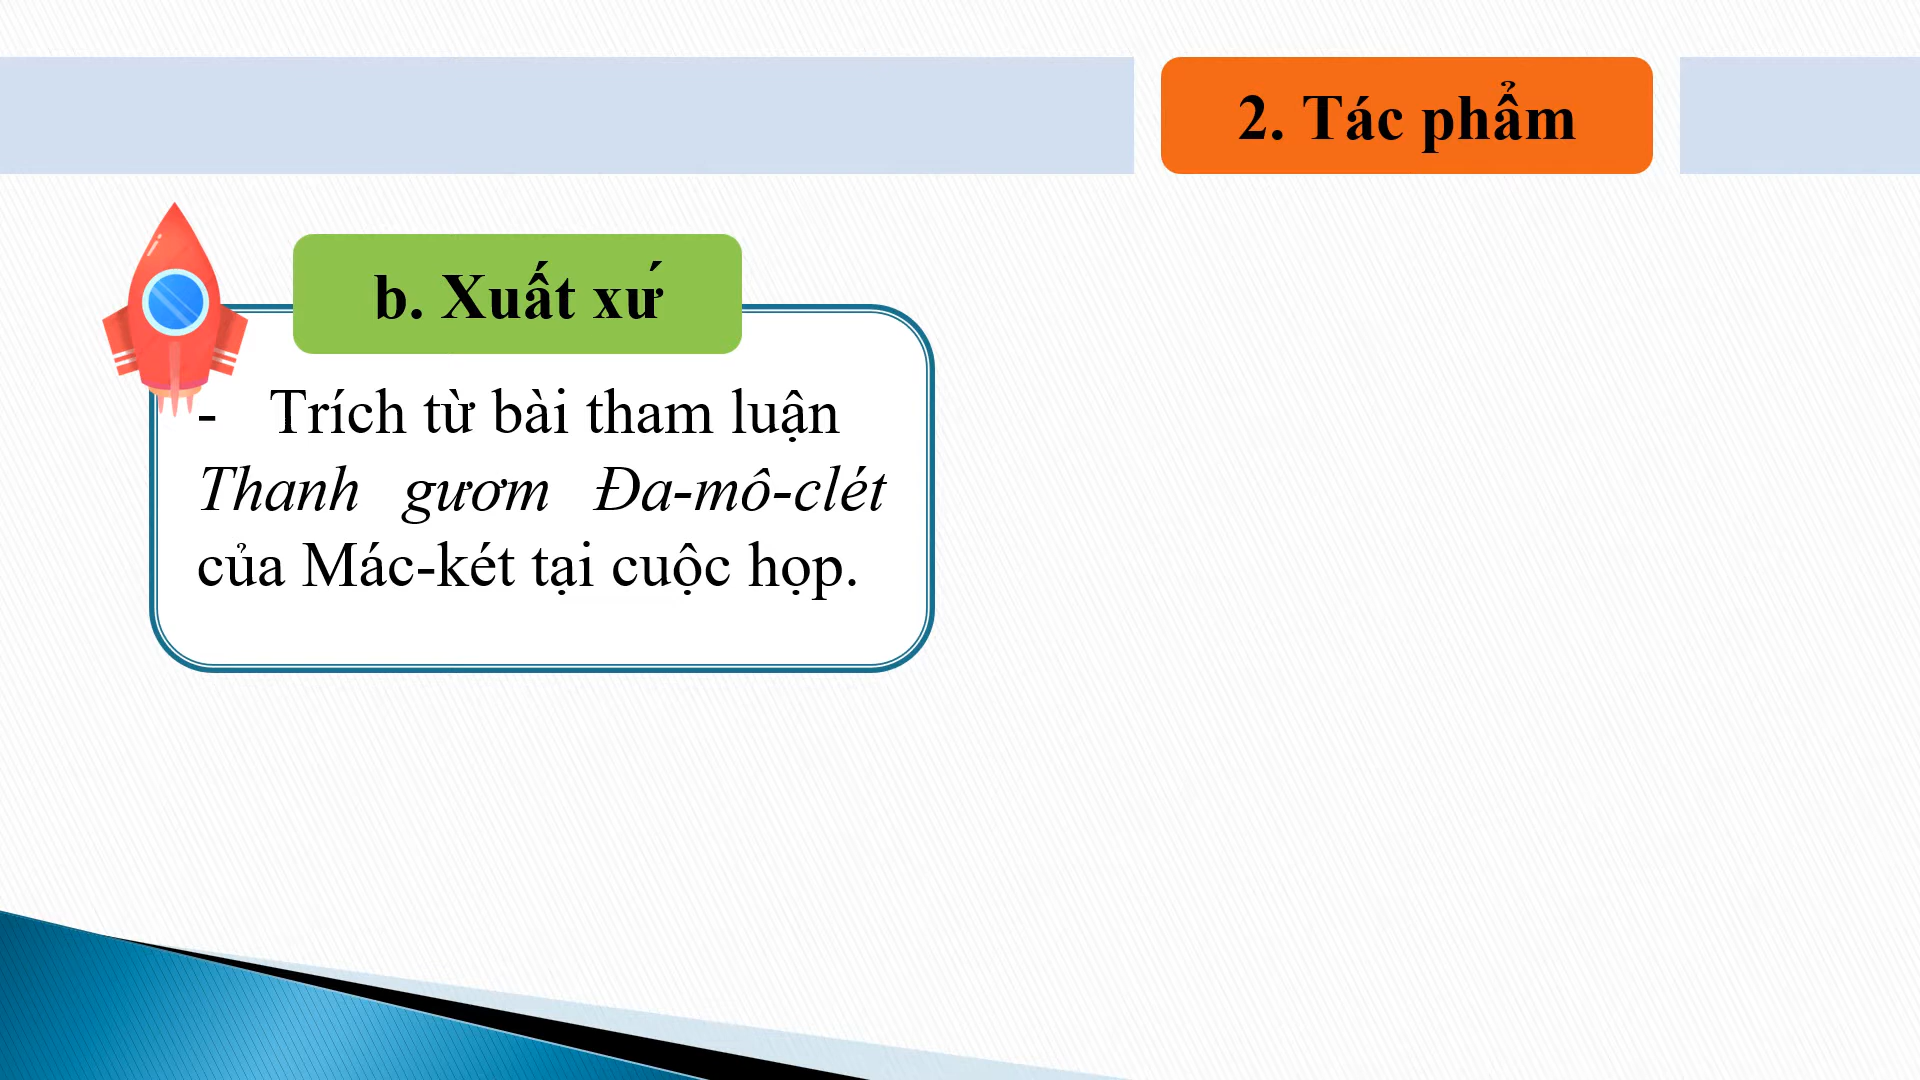 2. Tác phẩm
b. Xuất xứ
- Trích từ bài tham luận
Thanh gươm Đa-mô-clét
của Mác-két tại cuộc họp.